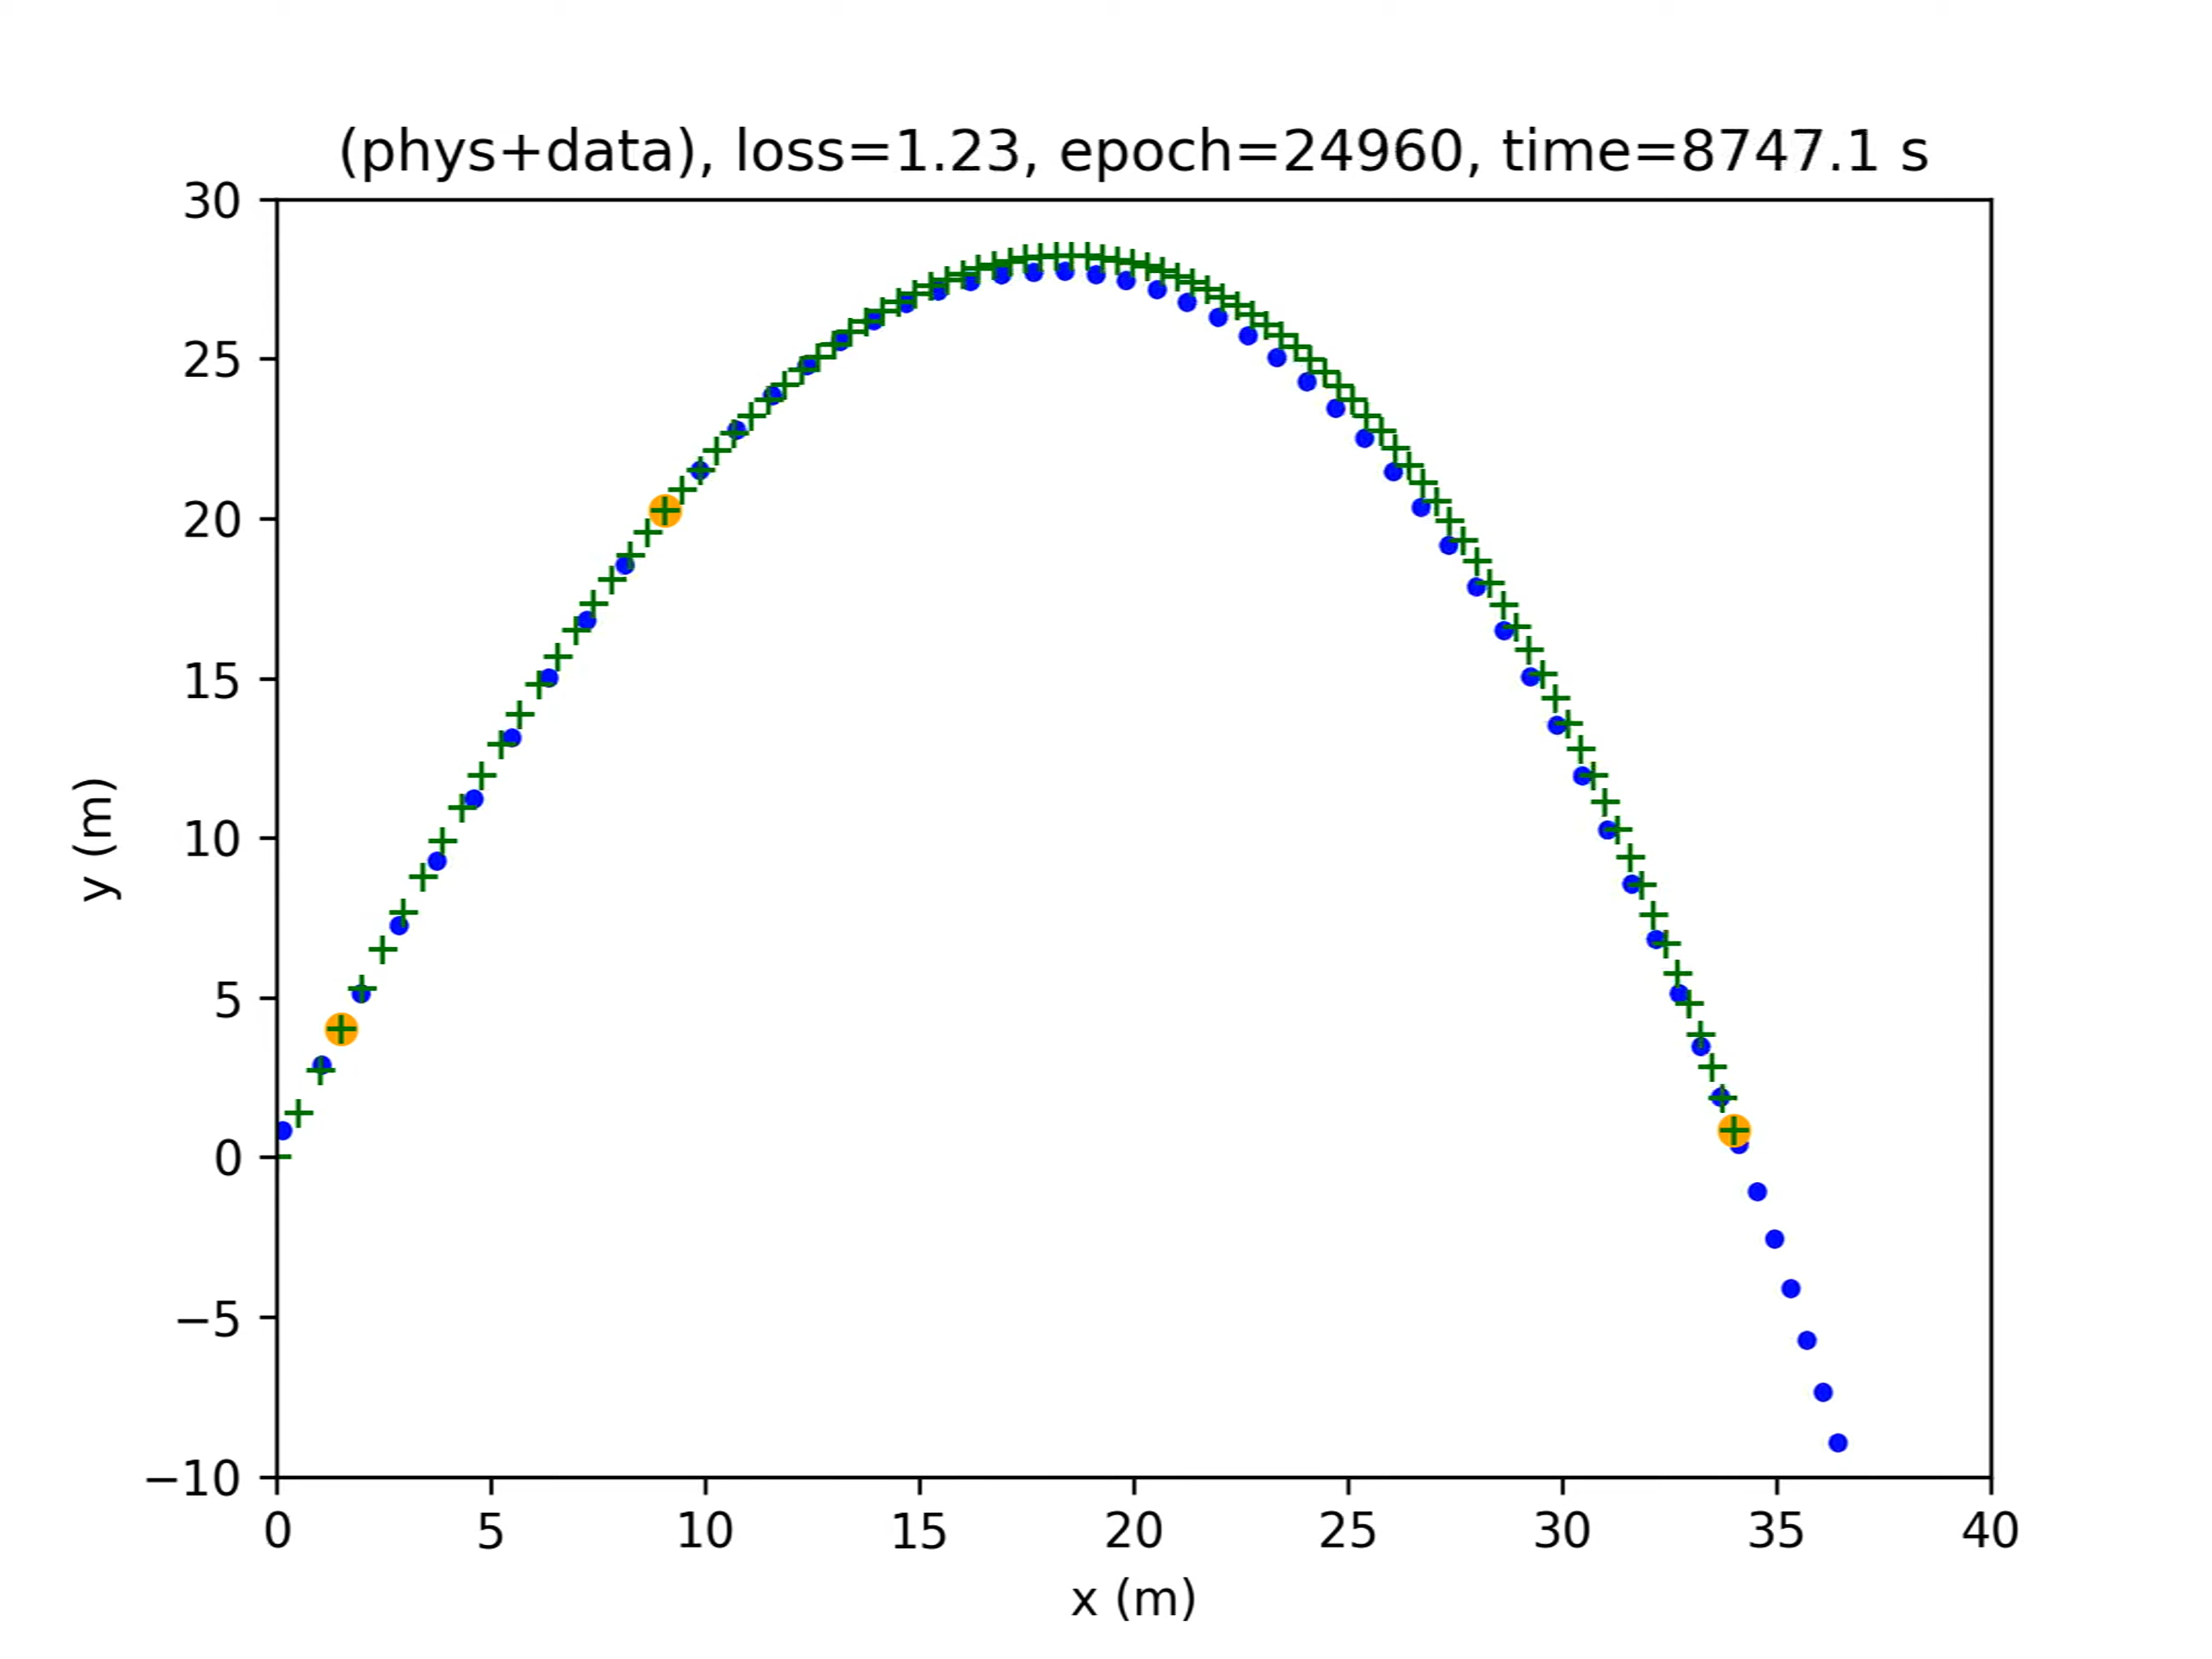 (phys+data), loss=1.23, epoch=24960, time=8747.1 s
30
25
20
15
10
5
0
−5
−10
y (m)
0 5 10 15 20 25 30 35 40
x (m)